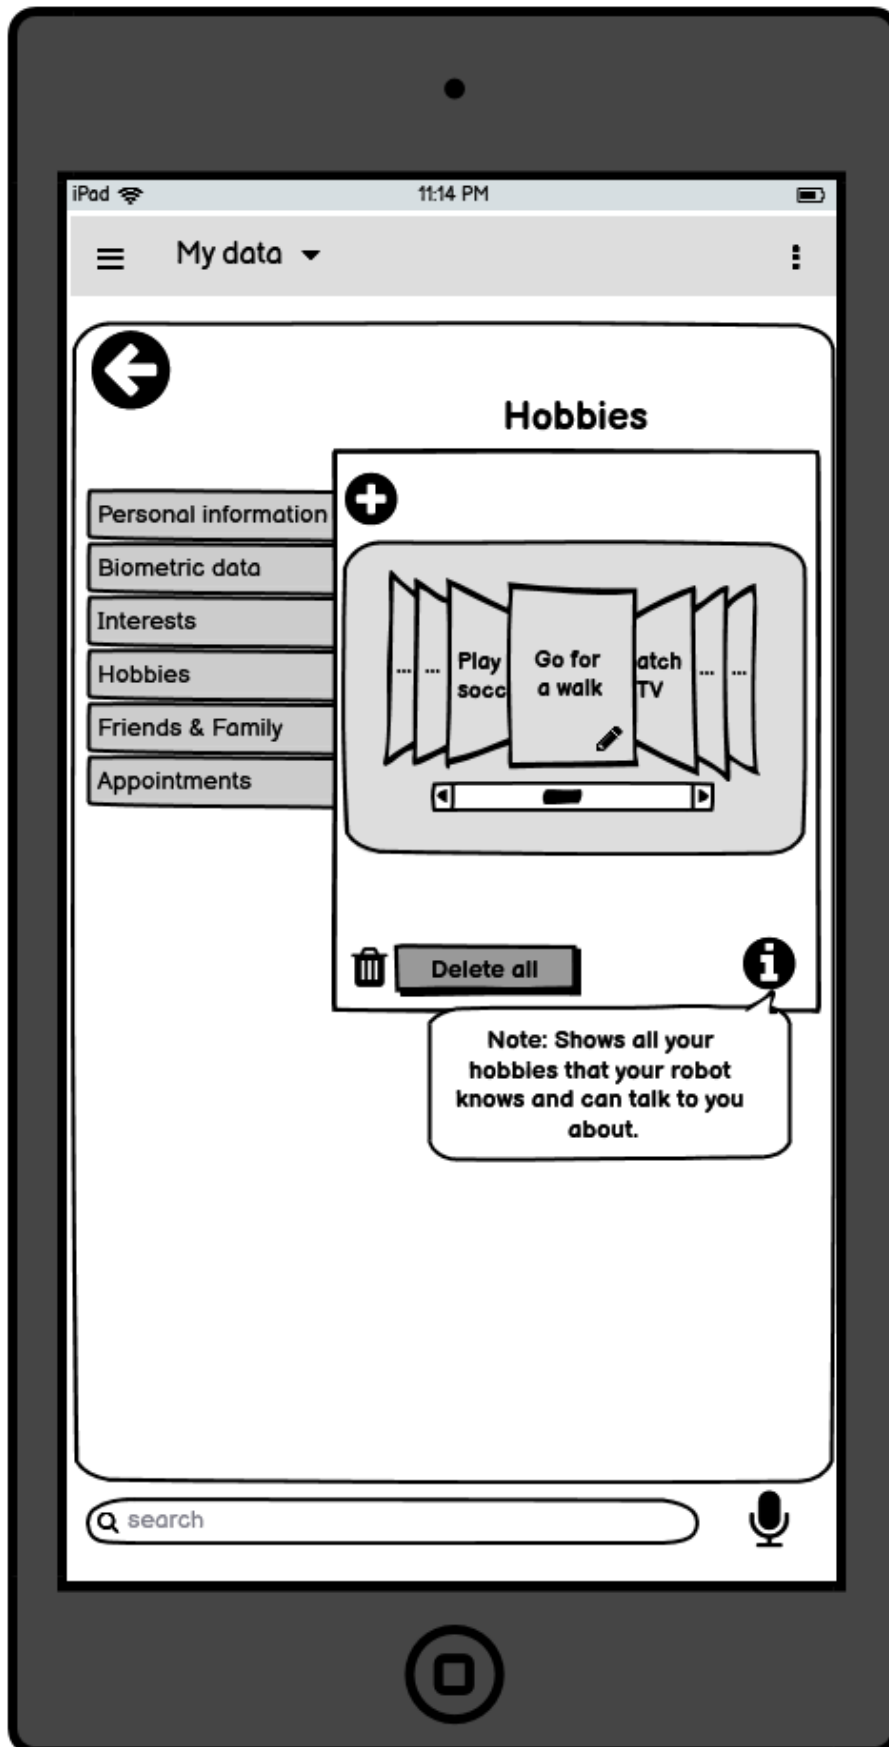 iPad 11:14 PM
My data
Hobbies
Personal information
Biometric data
Interests
Hobbies
Friends & Family
Appointments
... ... Play Go for atch ... ...
socc a walk TV
Delete all
Note: Shows all your
hobbies that your robot
knows and can talk to you
about.
search